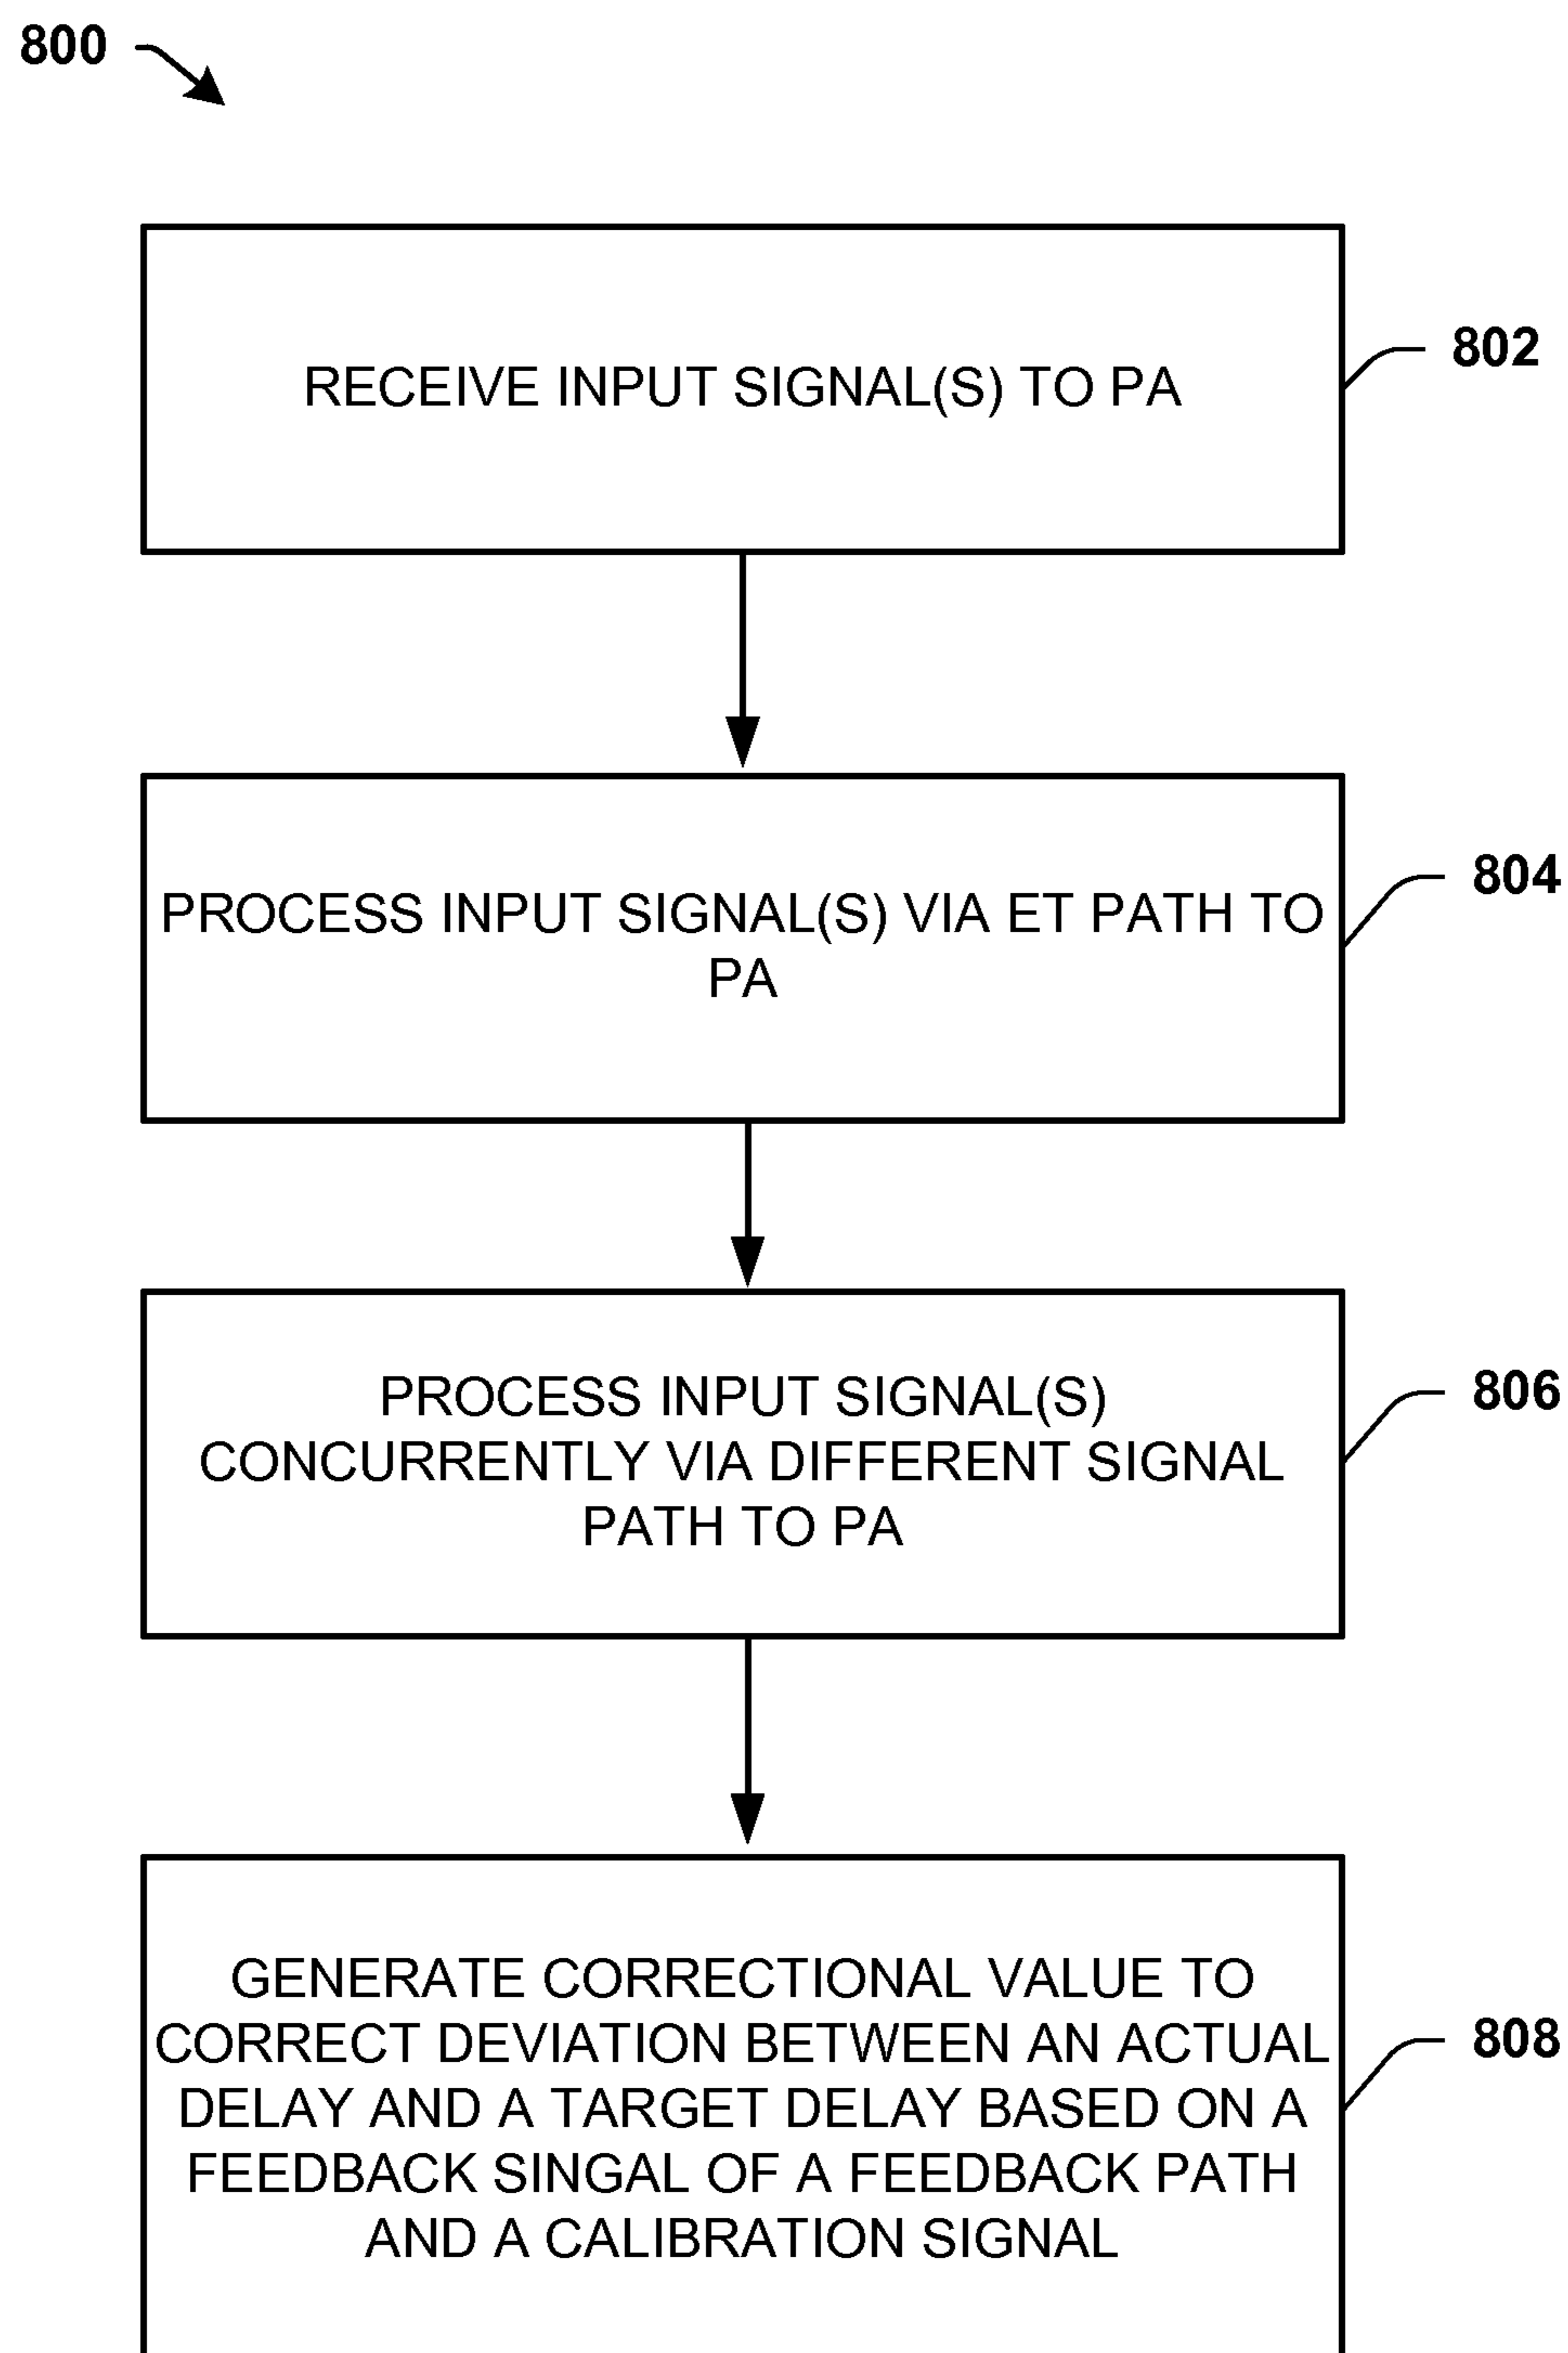 800
RECEIVE INPUT SIGNAL(S) TO PA
802
PROCESS INPUT SIGNAL(S) VIA ET PATH TO
PA
804
PROCESS INPUT SIGNAL(S)
CONCURRENTLY VIA DIFFERENT SIGNAL
PATH TO PA
806
GENERATE CORRECTIONAL VALUE TO
CORRECT DEVIATION BETWEEN AN ACTUAL
DELAY AND A TARGET DELAY BASED ON A
FEEDBACK SINGAL OF A FEEDBACK PATH
AND A CALIBRATION SIGNAL
808